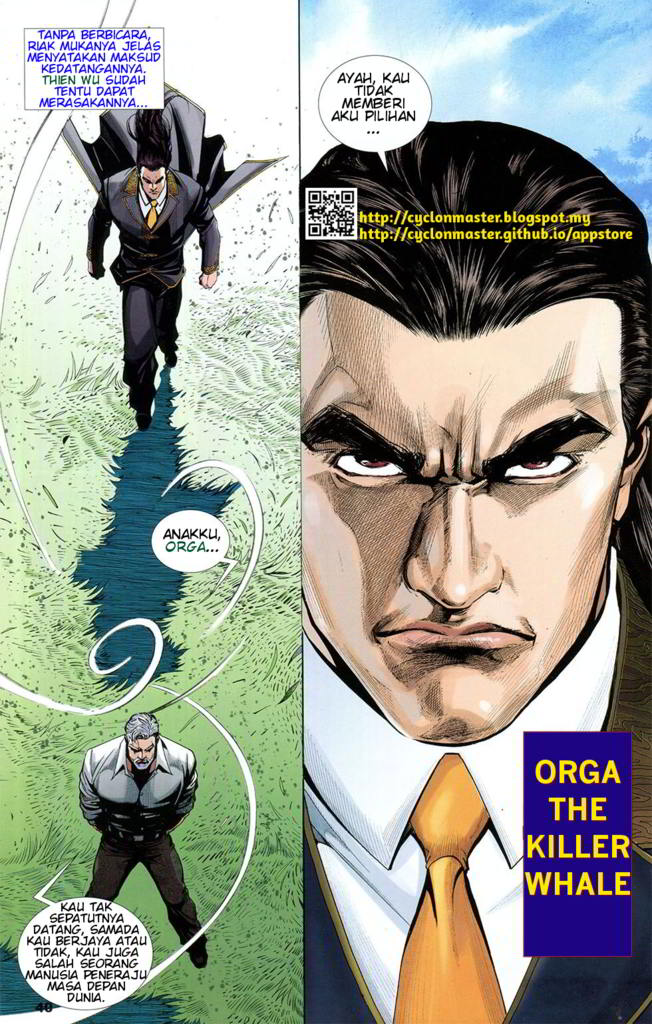 TANPA BERBICARA,
RIAK MUKANYA JELAS
MENYATAKAN MAKSUD
KEDATANGANNYA.
THIEN WU SUDAH
TENTU DAPAT
MERASAKANNYA...
ANAKKU,
ORGA...
KAU TAK
SEPATUTNYA
DATANG, SAMADA
KAU BERJAYA ATAU
TIDAK, KAU JUGA
SALAH SEORANG
MANUSIA PENERAJU
MASA DEPAN
DUNIA.
40
AYAH, KAU
TIDAK
MEMBERI
AKU PILIHAN
...
http://cyclonmaster.blogspot.my
http://cyclonmaster.github.io/appstore
ORGA
THE
KILLER
WHALE